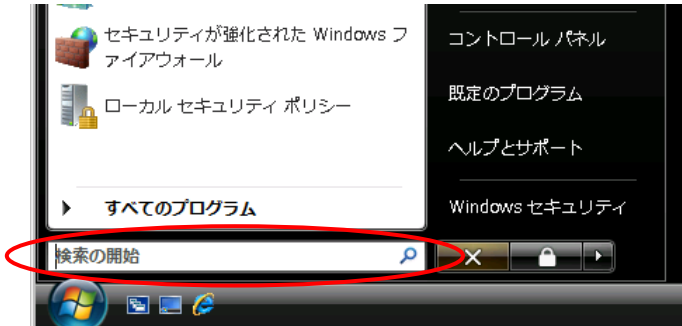 セキュリティが強化された Windows フ
ァイアウォール
ローカル セキュリティ ポリシー
すべてのプログラム
検索の開始
コントロール パネル
既定のプログラム
ヘルプとサポート
Windows セキュリティ